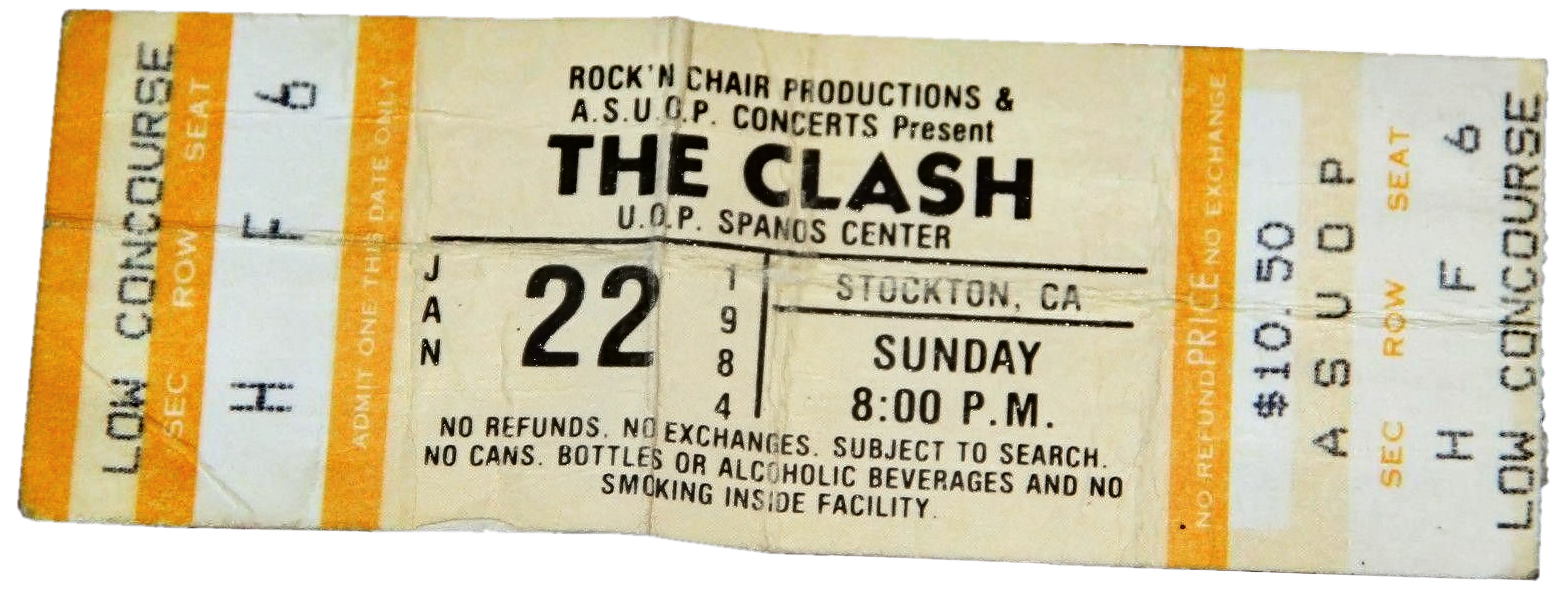 LOW CONCOURSE
SEC ROW SEAT
H F 6
ADMIT ONE THIS DATE ONLY
ROCK'N CHAIR PRODUCTIONS &
A.S.U.O.P. CONCERTS Present
THE CLASH
U.O.P. SPANOS CENTER
JAN 22 1984
STOCKTON, CA
SUNDAY
8:00 P.M.
NO REFUNDS. NO EXCHANGES. SUBJECT TO SEARCH.
NO CANS. BOTTLES OR ALCOHOLIC BEVERAGES AND NO
SMOKING INSIDE FACILITY.
NO REFUND PRICE NO EXCHANGE
$10.50
ASUOP
SEC ROW SEAT
H F 6
LOW CONCOURSE